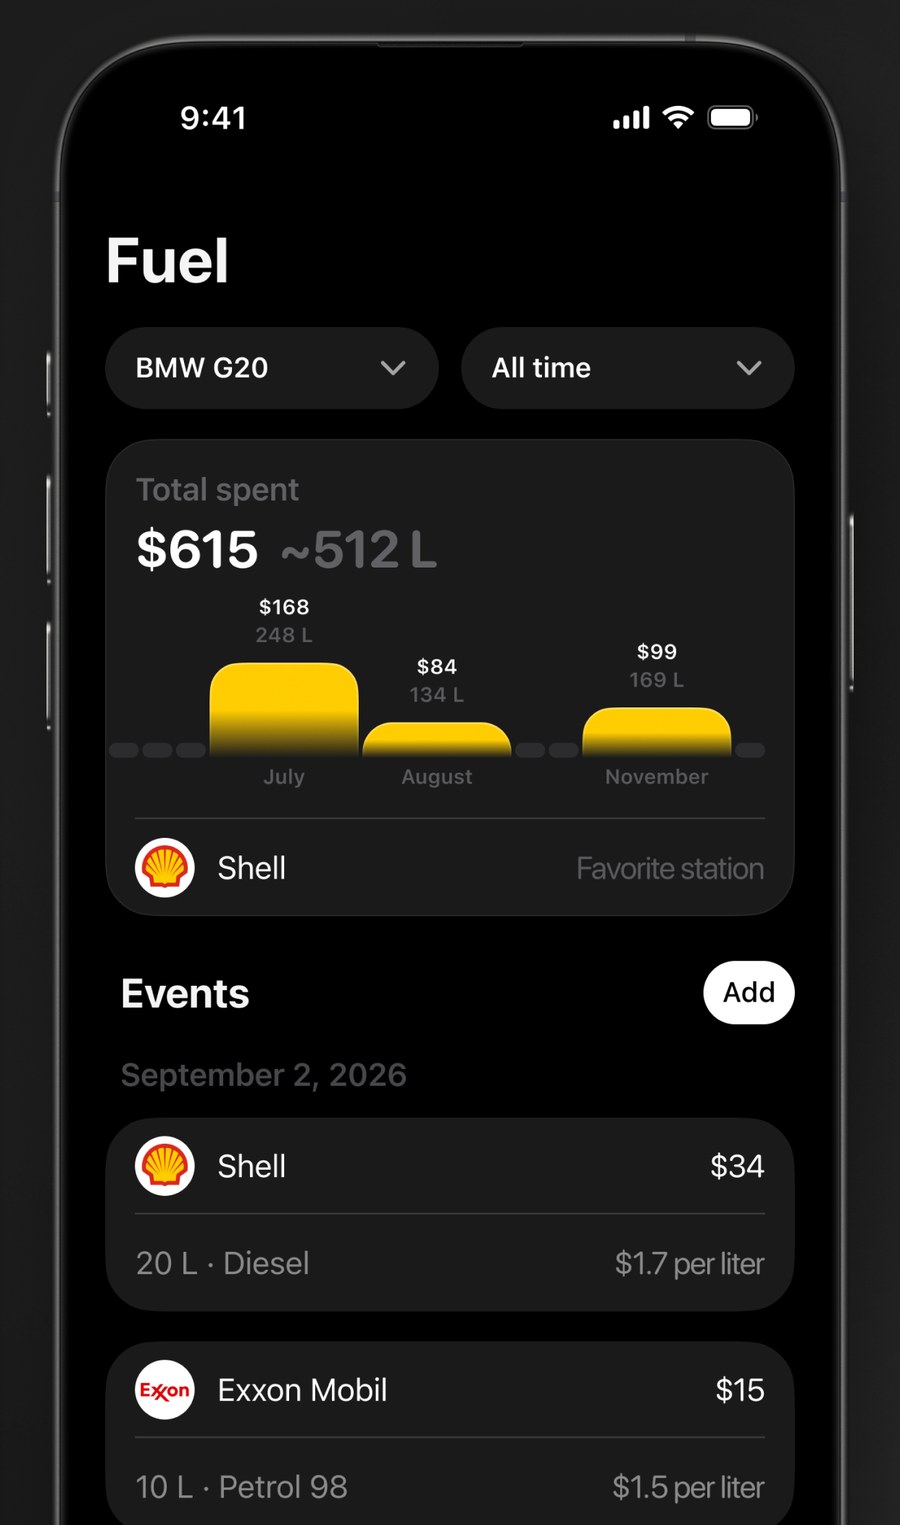 9:41
Fuel
BMW G20
All time
Total spent
$615 ~512 L
$168
248 L
$84
134 L
$99
169 L
July
August
November
Shell
Favorite station
Events
Add
September 2, 2026
Shell
$34
20 L · Diesel
$1.7 per liter
Exxon
Exxon Mobil
$15
10 L · Petrol 98
$1.5 per liter